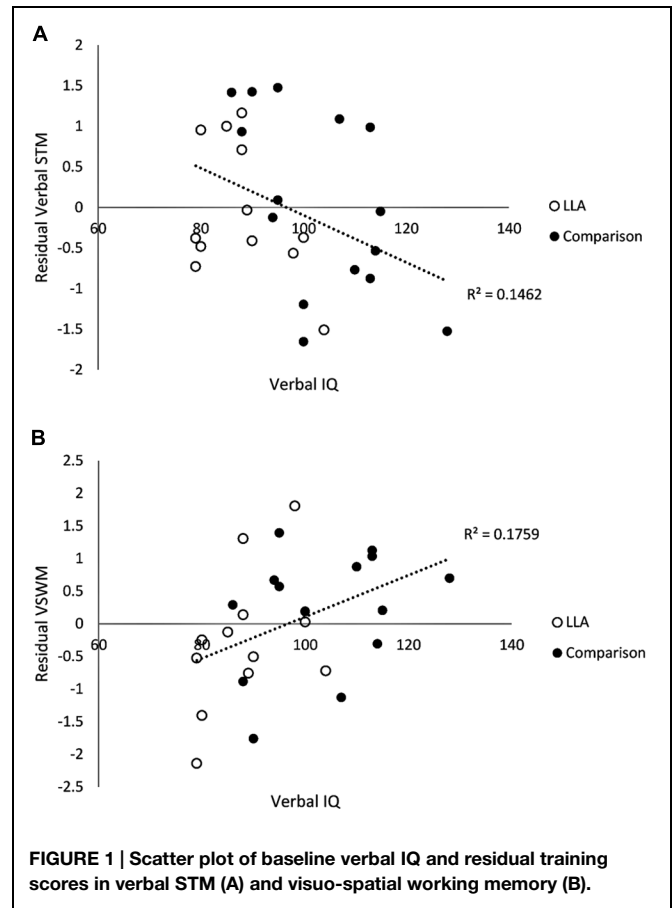 A
2
1.5
1
0.5
0
-0.5
-1
-1.5
-2
60
80
100
120
140
Residual Verbal STM
Verbal IQ
LLA
Comparison
R² = 0.1462
B
2.5
2
1.5
1
0.5
0
-0.5
-1
-1.5
-2
-2.5
60
80
100
120
140
Residual VSWM
Verbal IQ
R² = 0.1759
LLA
Comparison
FIGURE 1 | Scatter plot of baseline verbal IQ and residual training
scores in verbal STM (A) and visuo-spatial working memory (B).